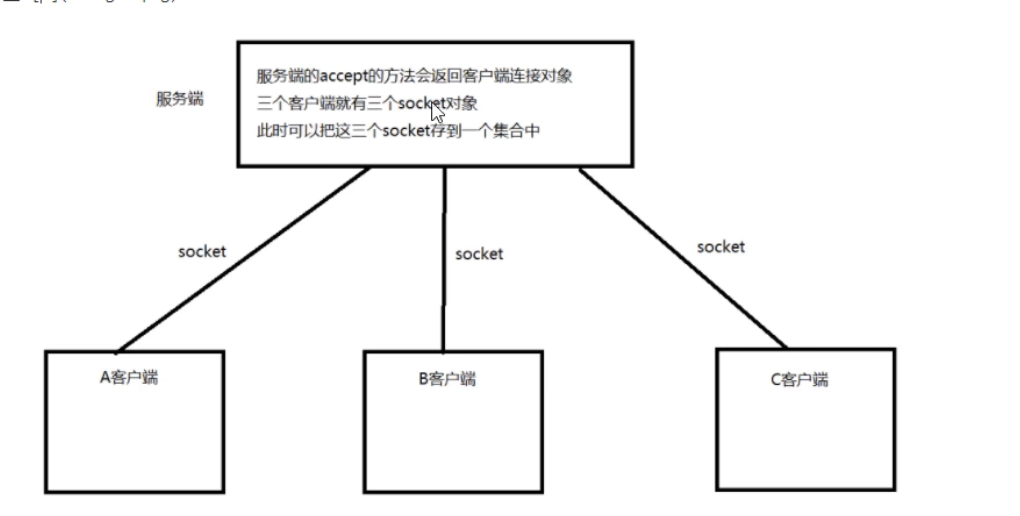 服务端的accept的方法会返回客户端连接对象
服务端
三个客户端就有三个socket对象
此时可以把这三个socket存到一个集合中
socket
socket
socket
A客户端
B客户端
C客户端